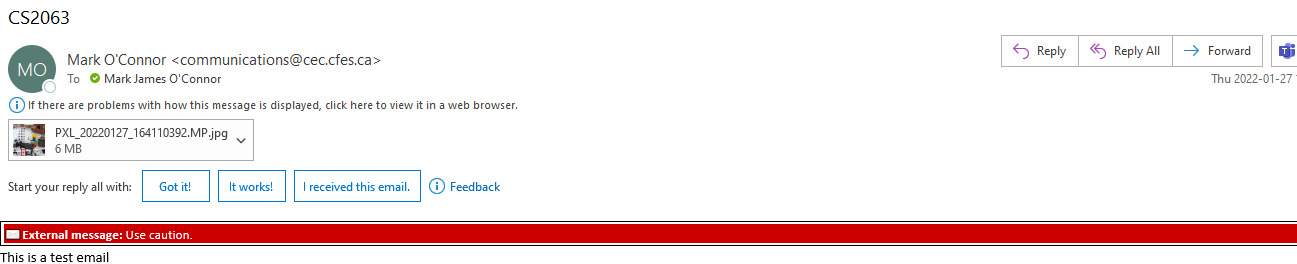 CS2063
MO
Mark O'Connor <communications@cec.cfes.ca>
To Mark James O'Connor
Reply
Reply All
Forward
Thu 2022-01-27
If there are problems with how this message is displayed, click here to view it in a web browser.
PXL_20220127_164110392.MP.jpg
6 MB
Start your reply all with:
Got it!
It works!
I received this email.
Feedback
External message: Use caution.
This is a test email